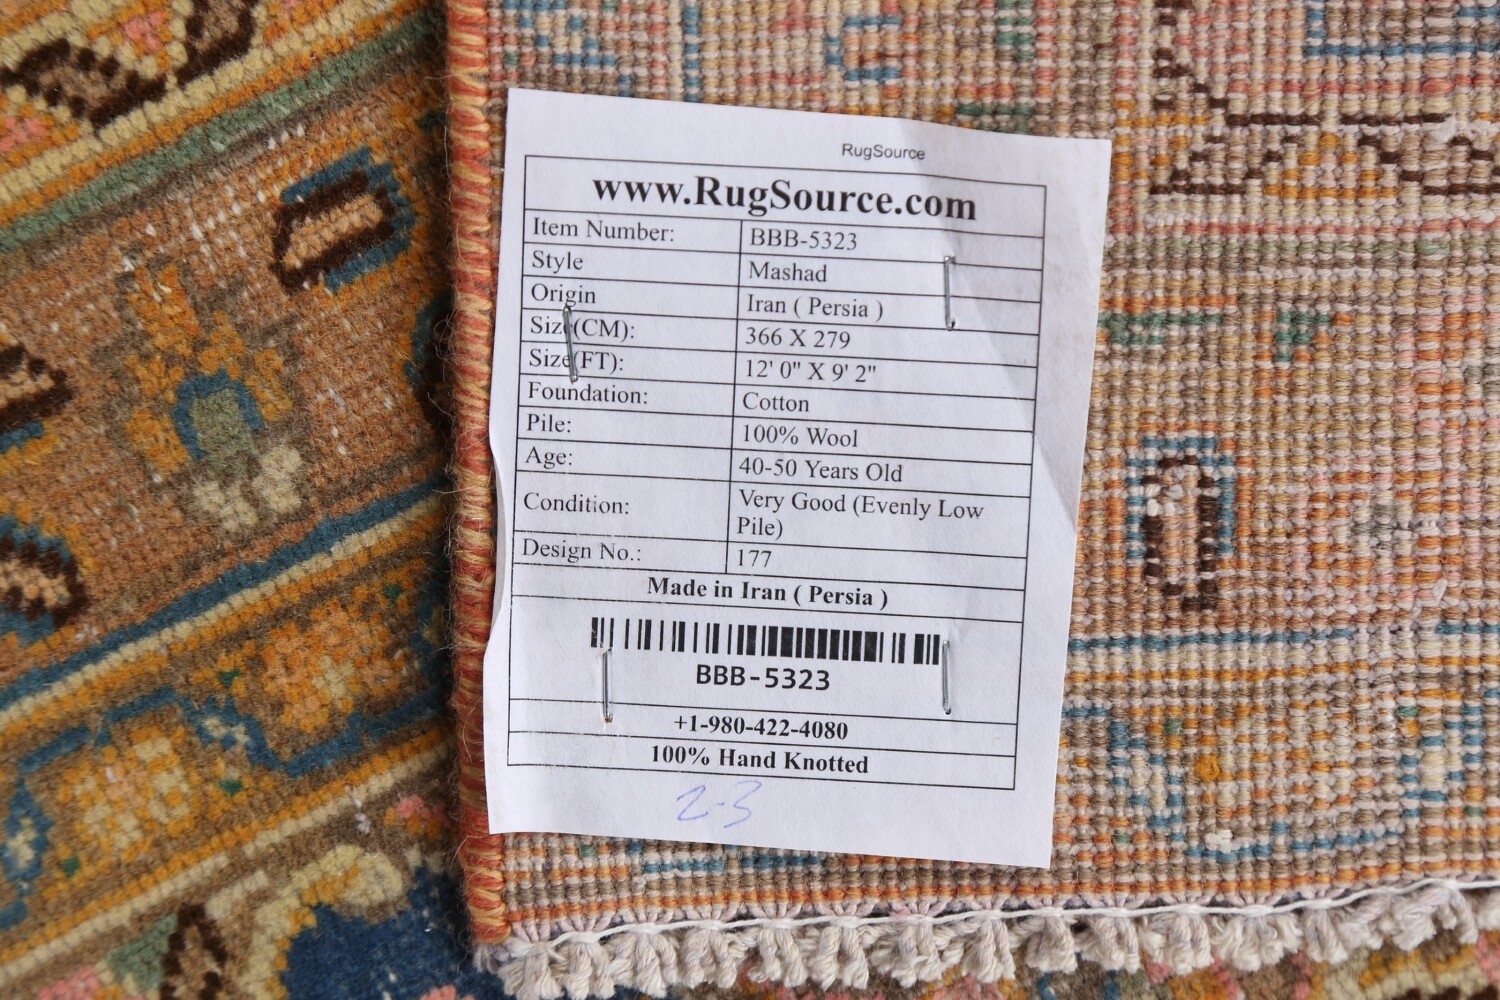 RugSource
www.RugSource.com
Item Number: BBB-5323
Style Mashad
Origin Iran ( Persia )
Size(CM): 366 X 279
Size(FT): 12' 0" X 9' 2"
Foundation: Cotton
Pile: 100% Wool
Age: 40-50 Years Old
Condition: Very Good (Evenly Low
Pile)
Design No.: 177
Made in Iran ( Persia )
BBB-5323
+1-980-422-4080
100% Hand Knotted
2-3